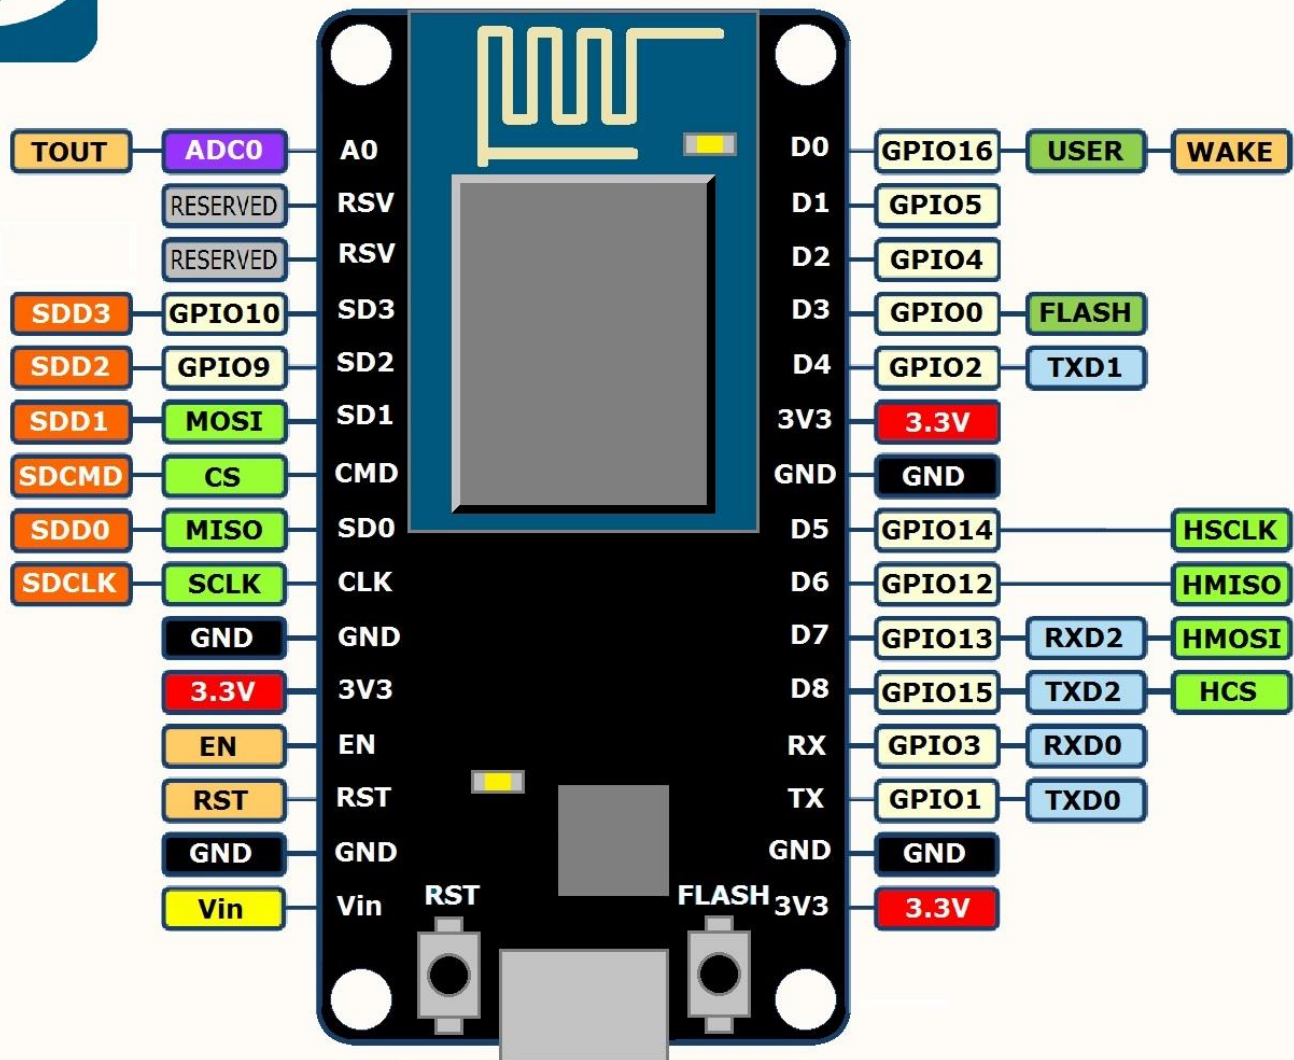 TOUT ADC0 A0 D0 GPIO16 USER WAKE
RESERVED RSV D1 GPIO5
RESERVED RSV D2 GPIO4
SDD3 GPIO10 SD3 D3 GPIO0 FLASH
SDD2 GPIO9 SD2 D4 GPIO2 TXD1
SDD1 MOSI SD1 3V3 3.3V
SDCMD CS CMD GND GND
SDD0 MISO SD0 D5 GPIO14 HSCLK
SDCLK SCLK CLK D6 GPIO12 HMISO
GND GND D7 GPIO13 RXD2 HMOSI
3.3V 3V3 D8 GPIO15 TXD2 HCS
EN EN RX GPIO3 RXD0
RST RST TX GPIO1 TXD0
GND GND GND GND
Vin Vin RST FLASH 3V3 3.3V